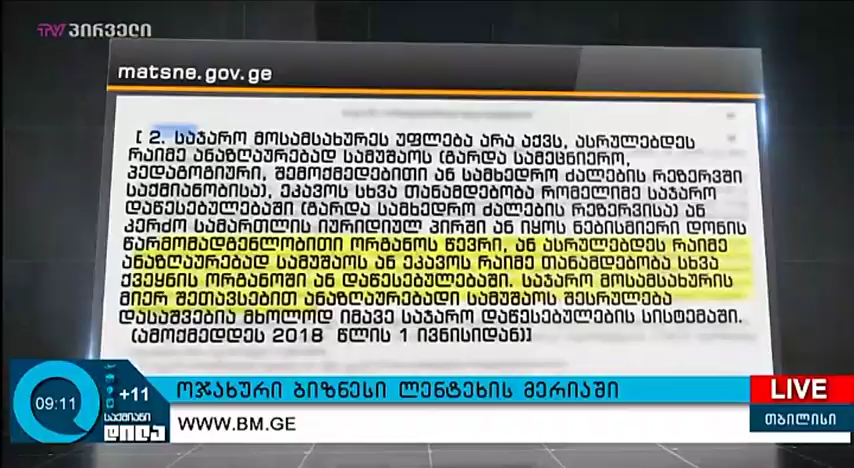 TV პირველი
matsne.gov.ge
[ 2. საჯარო მოსამსახურეს უფლება არა აქვს, ასრულებდეს
რაიმე ანაზღაურებად სამუშაოს (გარდა სამეცნიერო,
პედაგოგიური, შემოქმედებითი ან სამხედრო ძალების რეზერვში
საქმიანობისა), ეკავოს სხვა თანამდებობა რომელიმე საჯარო
დაწესებულებაში (გარდა სამხედრო ძალების რეზერვისა) ან
კერძო სამართლის იურიდიულ პირში ან იყოს ნებისმიერი დონის
წარმომადგენლობითი ორგანოს წევრი, ან ასრულებდეს რაიმე
ანაზღაურებად სამუშაოს ან ეკავოს რაიმე თანამდებობა სხვა
ქვეყნის ორგანოში ან დაწესებულებაში. საჯარო მოსამსახურის
მიერ შეთავსებით ანაზღაურებადი სამუშაოს შესრულება
დასაშვებია მხოლოდ იმავე საჯარო დაწესებულების სისტემაში.
(ამოქმედდეს 2018 წლის 1 ივნისიდან)]
09:11
+11
საქმიანი
დილა
ოჯახური ბიზნესი ლენტეხის მერიაში
WWW.BM.GE
LIVE
თბილისი